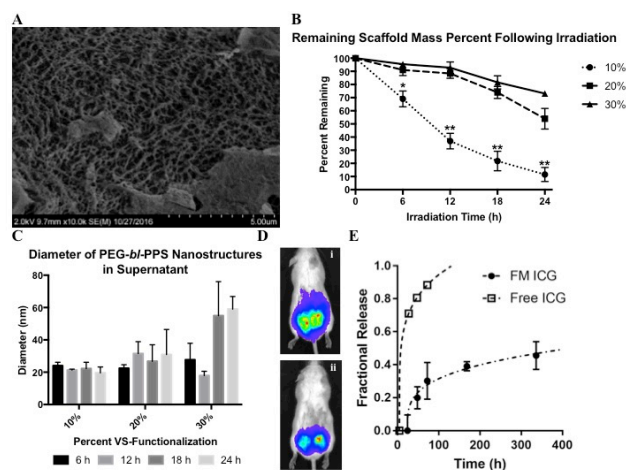 A
2.0kV 9.7mm x10.0k SE(M) 10/27/2016
5.00um
B
Remaining Scaffold Mass Percent Following Irradiation
Percent Remaining
100
90
80
70
60
50
40
30
20
10
0
*
**
**
**
0 6 12 18 24
Irradiation Time (h)
10%
20%
30%
C
Diameter of PEG-bl-PPS Nanostructures
in Supernatant
Diameter (nm)
80
60
40
20
0
10% 20% 30%
Percent VS-Functionalization
6 h 12 h 18 h 24 h
D
i
ii
E
Fractional Release
1.0
0.8
0.6
0.4
0.2
0.0
FM ICG
Free ICG
0 100 200 300 400
Time (h)